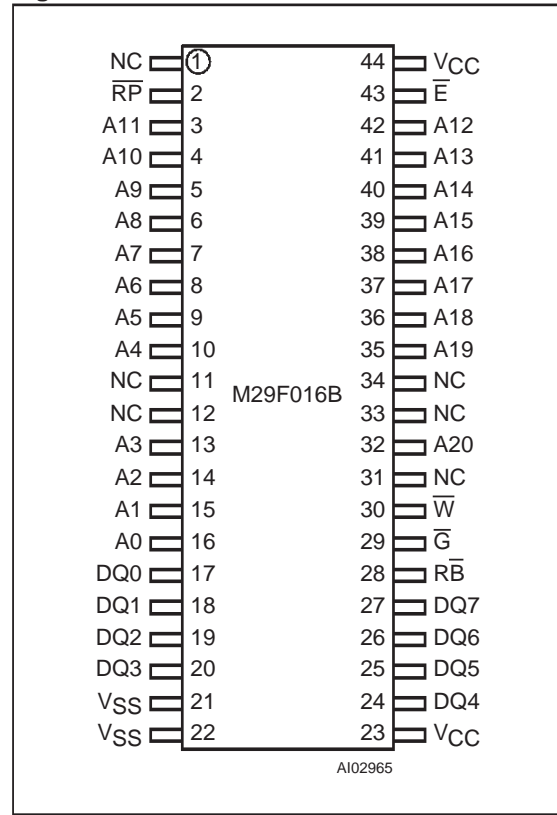 NC 1 44 VCC
R̅P̅ 2 43 E̅
A11 3 42 A12
A10 4 41 A13
A9 5 40 A14
A8 6 39 A15
A7 7 38 A16
A6 8 37 A17
A5 9 36 A18
A4 10 35 A19
NC 11 34 NC
M29F016B
NC 12 33 NC
A3 13 32 A20
A2 14 31 NC
A1 15 30 W̅
A0 16 29 G̅
DQ0 17 28 RB̅
DQ1 18 27 DQ7
DQ2 19 26 DQ6
DQ3 20 25 DQ5
VSS 21 24 DQ4
VSS 22 23 VCC
AI02965